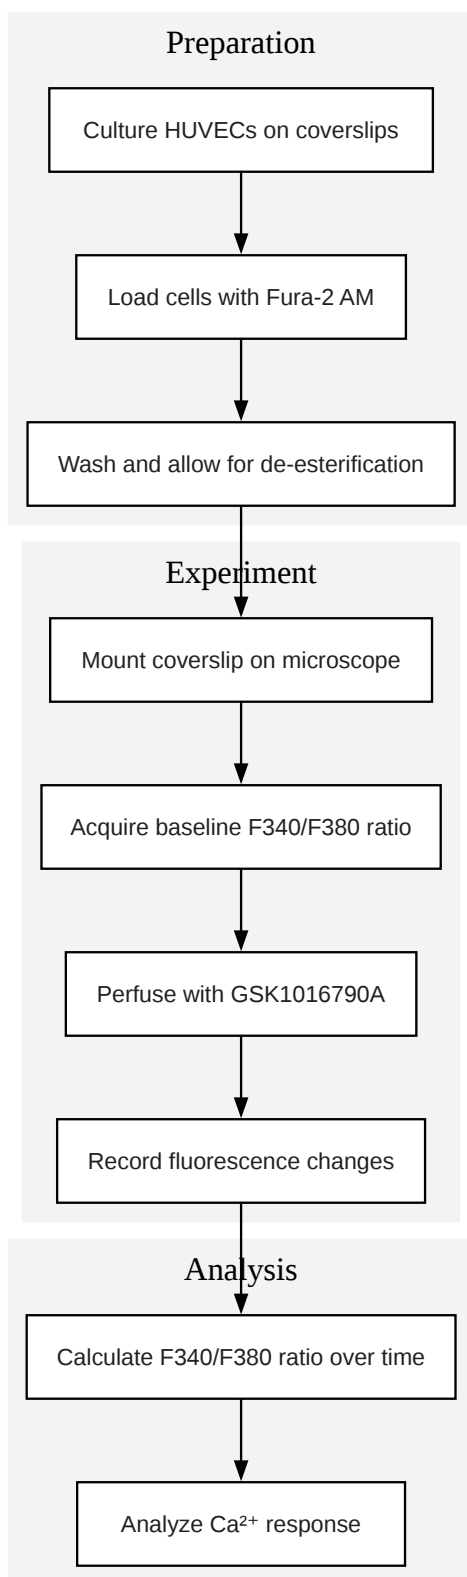 Preparation
Culture HUVECs on coverslips
Load cells with Fura-2 AM
Wash and allow for de-esterification
Experiment
Mount coverslip on microscope
Acquire baseline F340/F380 ratio
Perfuse with GSK1016790A
Record fluorescence changes
Analysis
Calculate F340/F380 ratio over time
Analyze Ca²⁺ response